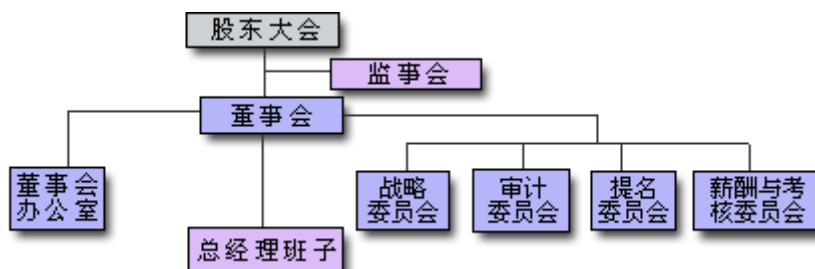 股东大会
监事会
董事会
董事会
办公室
战略
委员会
审计
委员会
提名
委员会
薪酬与考
核委员会
总经理班子